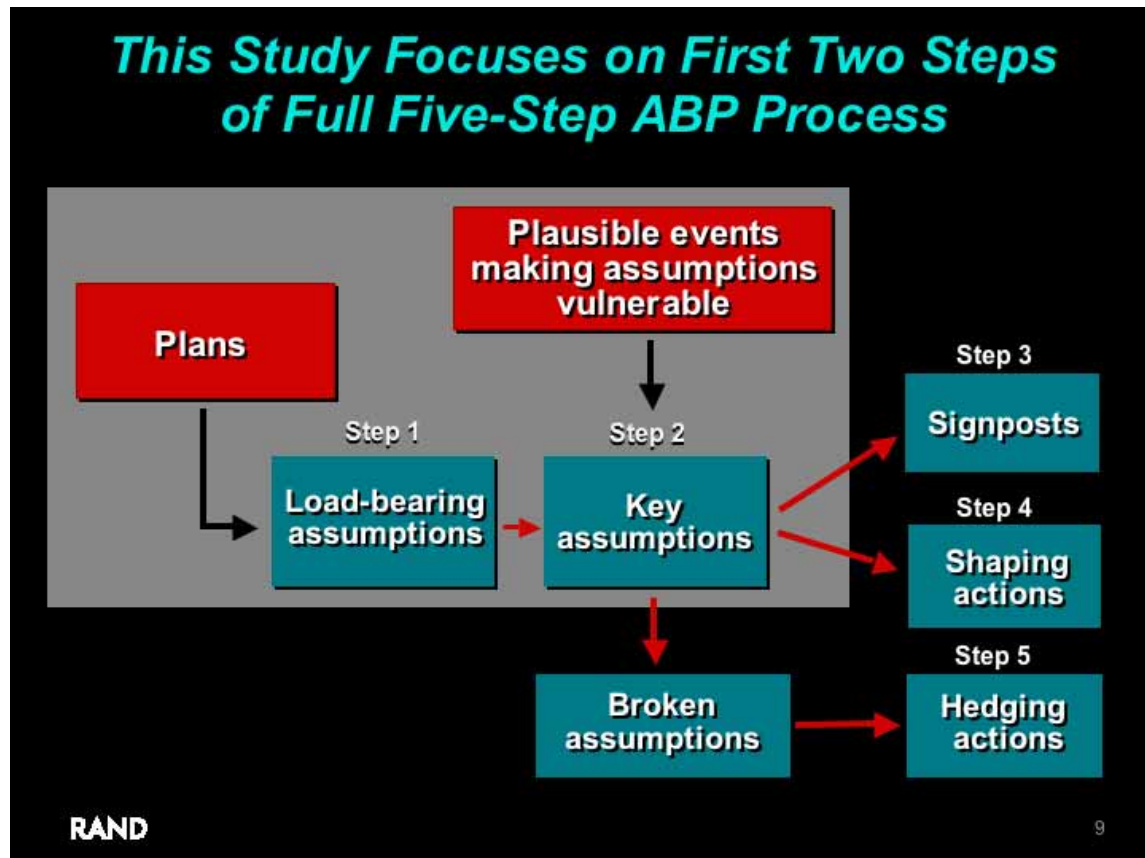 This Study Focuses on First Two Steps
of Full Five-Step ABP Process
Plausible events
making assumptions
vulnerable
Plans
Step 1
Load-bearing
assumptions
Step 2
Key
assumptions
Step 3
Signposts
Step 4
Shaping
actions
Broken
assumptions
Step 5
Hedging
actions
RAND
9